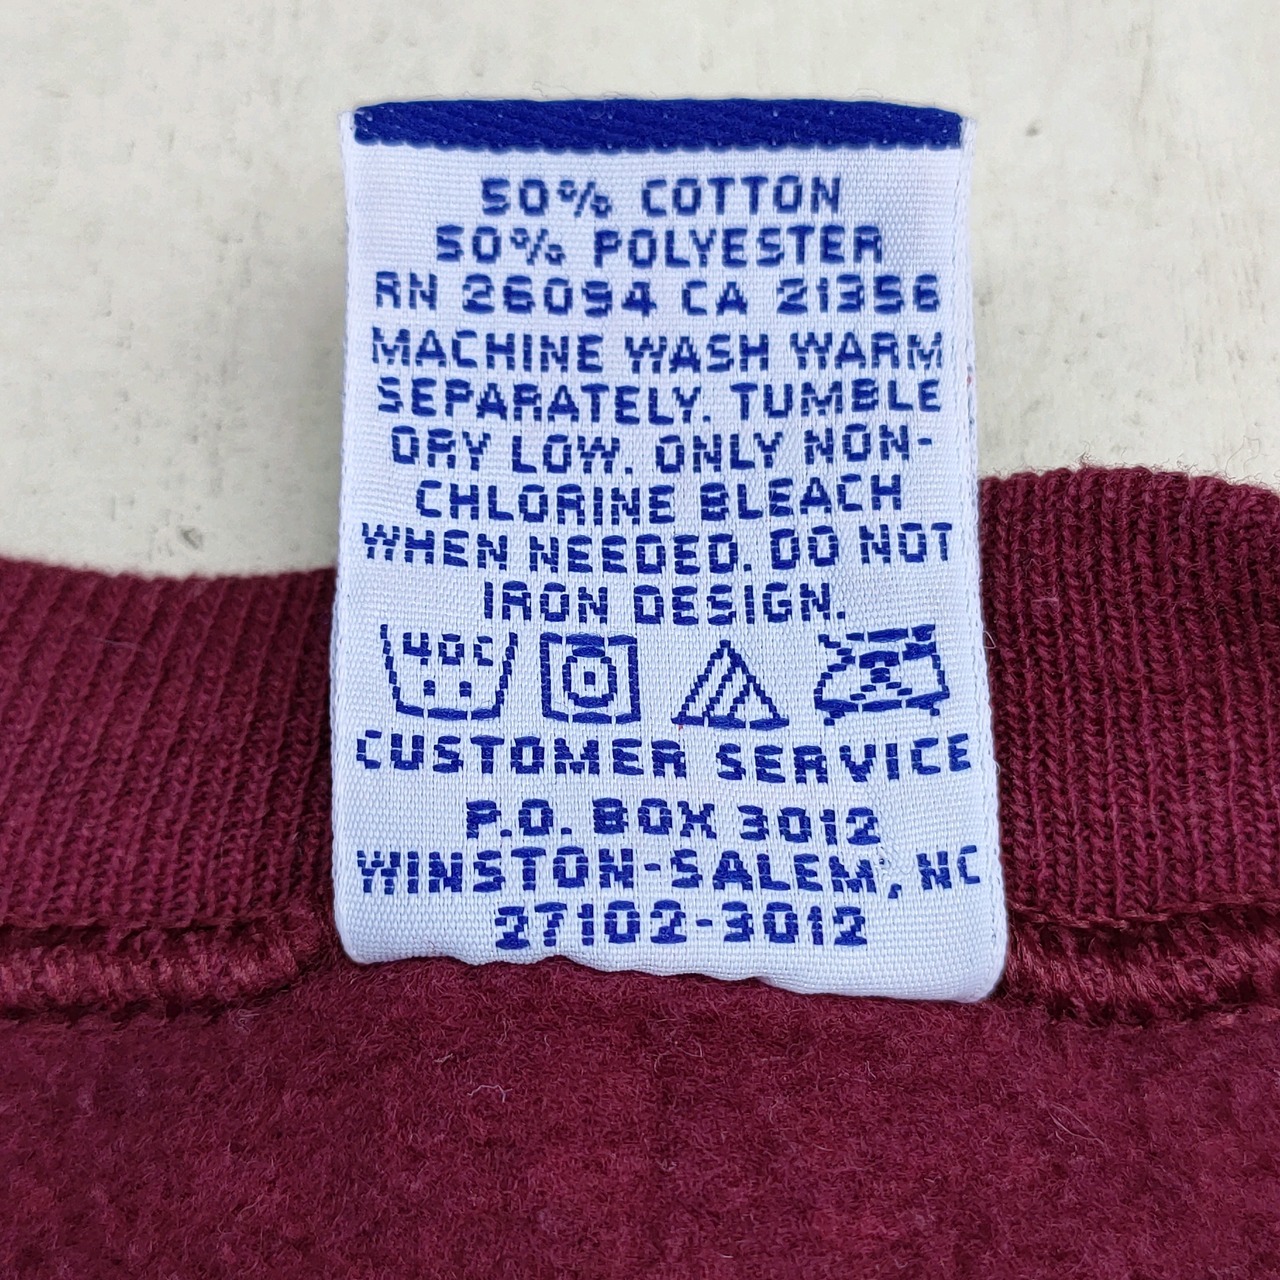 50% COTTON
50% POLYESTER
RN 26094 CA 21356
MACHINE WASH WARM
SEPARATELY. TUMBLE
DRY LOW. ONLY NON-
CHLORINE BLEACH
WHEN NEEDED. DO NOT
IRON DESIGN.
40C
CUSTOMER SERVICE
P.O. BOX 3012
WINSTON-SALEM, NC
27102-3012